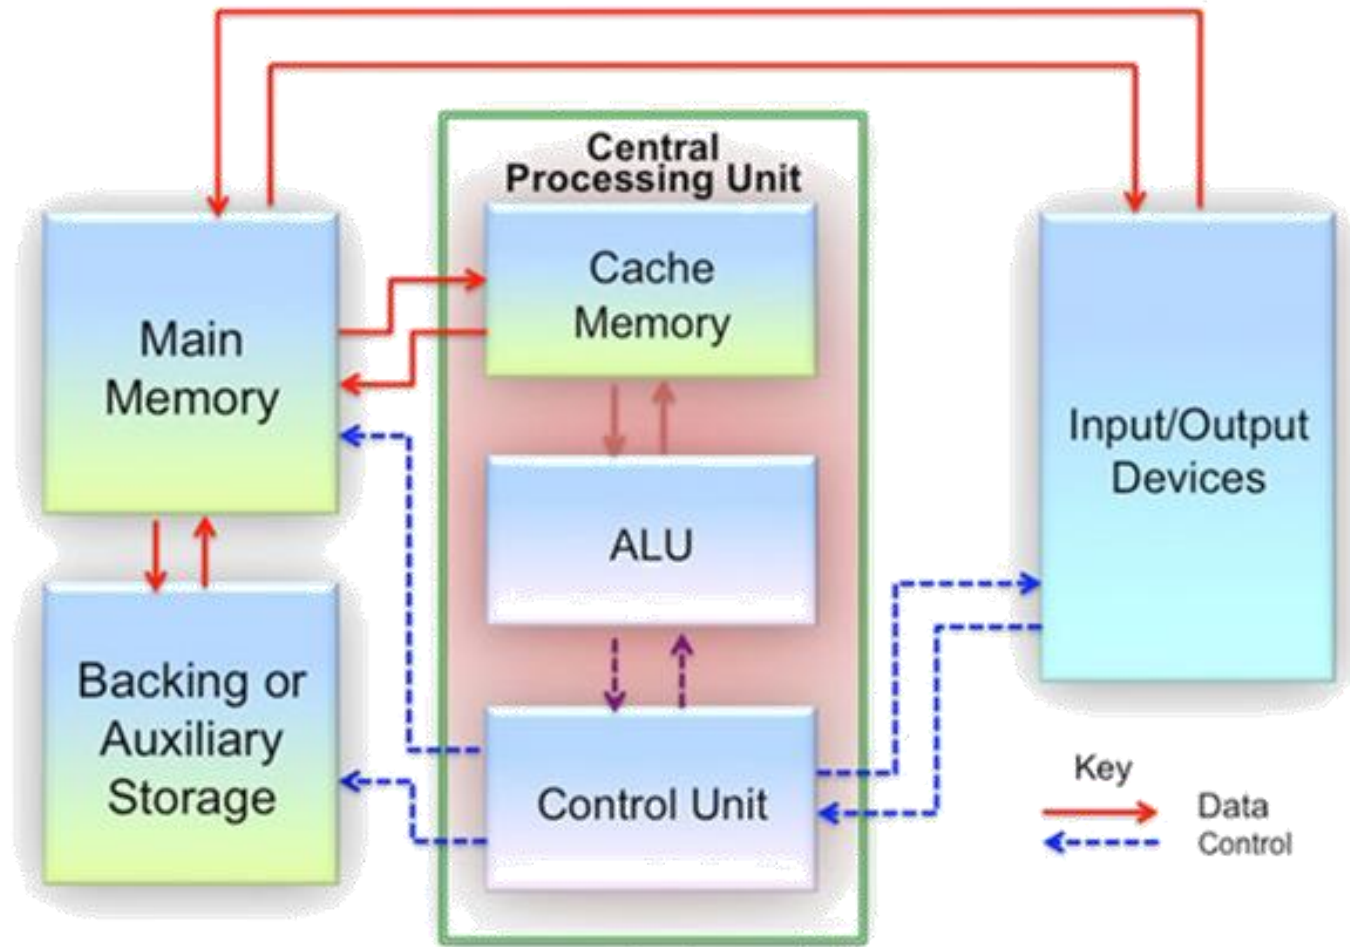 Central
Processing Unit
Cache
Memory
Main
Memory
Input/Output
Devices
ALU
Backing or
Auxiliary
Storage
Control Unit
Key
Data
Control